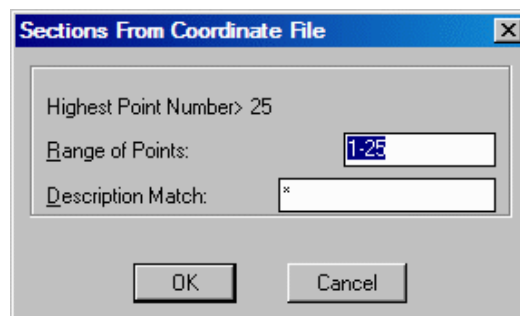 Sections From Coordinate File
Highest Point Number> 25
Range of Points: 1-25
Description Match: *
OK Cancel